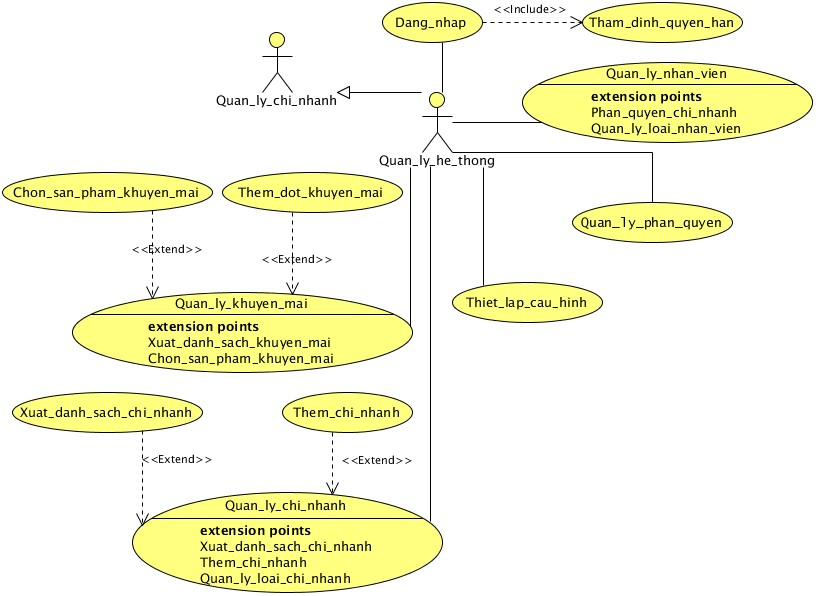 Dang_nhap
<<Include>>
Tham_dinh_quyen_han
Quan_ly_chi_nhanh
Quan_ly_nhan_vien
extension points
Phan_quyen_chi_nhanh
Quan_ly_loai_nhan_vien
Quan_ly_he_thong
Chon_san_pham_khuyen_mai
Them_dot_khuyen_mai
Quan_ly_phan_quyen
<<Extend>>
<<Extend>>
Thiet_lap_cau_hinh
Quan_ly_khuyen_mai
extension points
Xuat_danh_sach_khuyen_mai
Chon_san_pham_khuyen_mai
Xuat_danh_sach_chi_nhanh
Them_chi_nhanh
<<Extend>>
<<Extend>>
Quan_ly_chi_nhanh
extension points
Xuat_danh_sach_chi_nhanh
Them_chi_nhanh
Quan_ly_loai_chi_nhanh